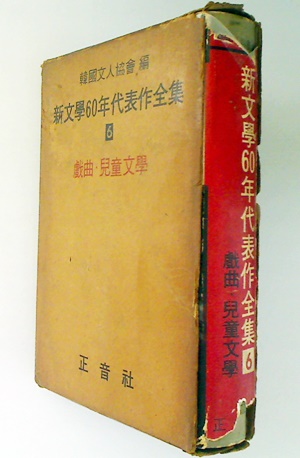 韓國文人協會 編
新文學60年代表作全集
6
戱曲·兒童文學
正音社
新文學60年代表作全集 6
戱曲·兒童文學
正